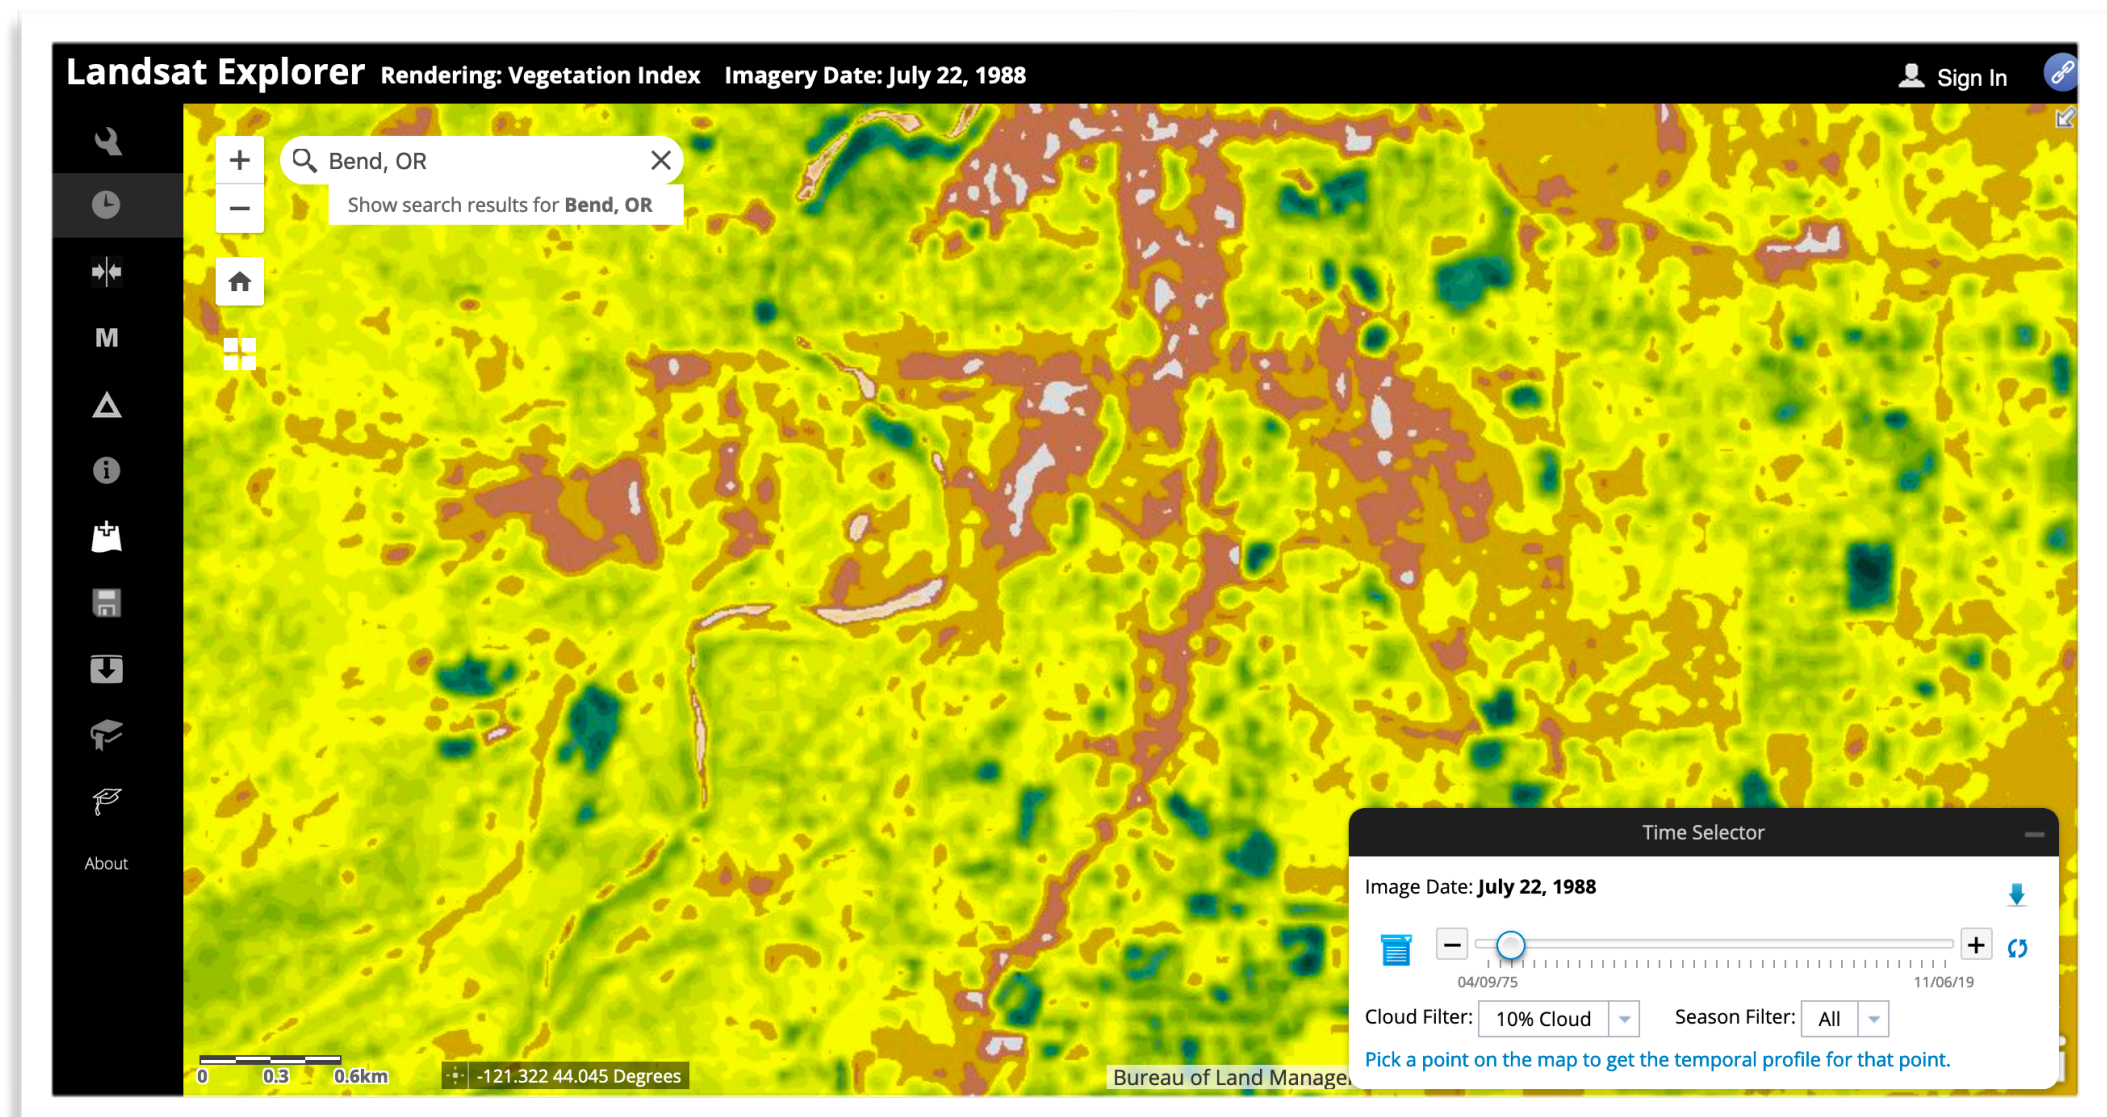 Landsat Explorer Rendering: Vegetation Index Imagery Date: July 22, 1988
Sign In
+
Bend, OR
Show search results for Bend, OR
−
M
About
Time Selector
Image Date: July 22, 1988
− +
04/09/75 11/06/19
Cloud Filter: 10% Cloud Season Filter: All
Pick a point on the map to get the temporal profile for that point.
0 0.3 0.6km
-121.322 44.045 Degrees
Bureau of Land Manage